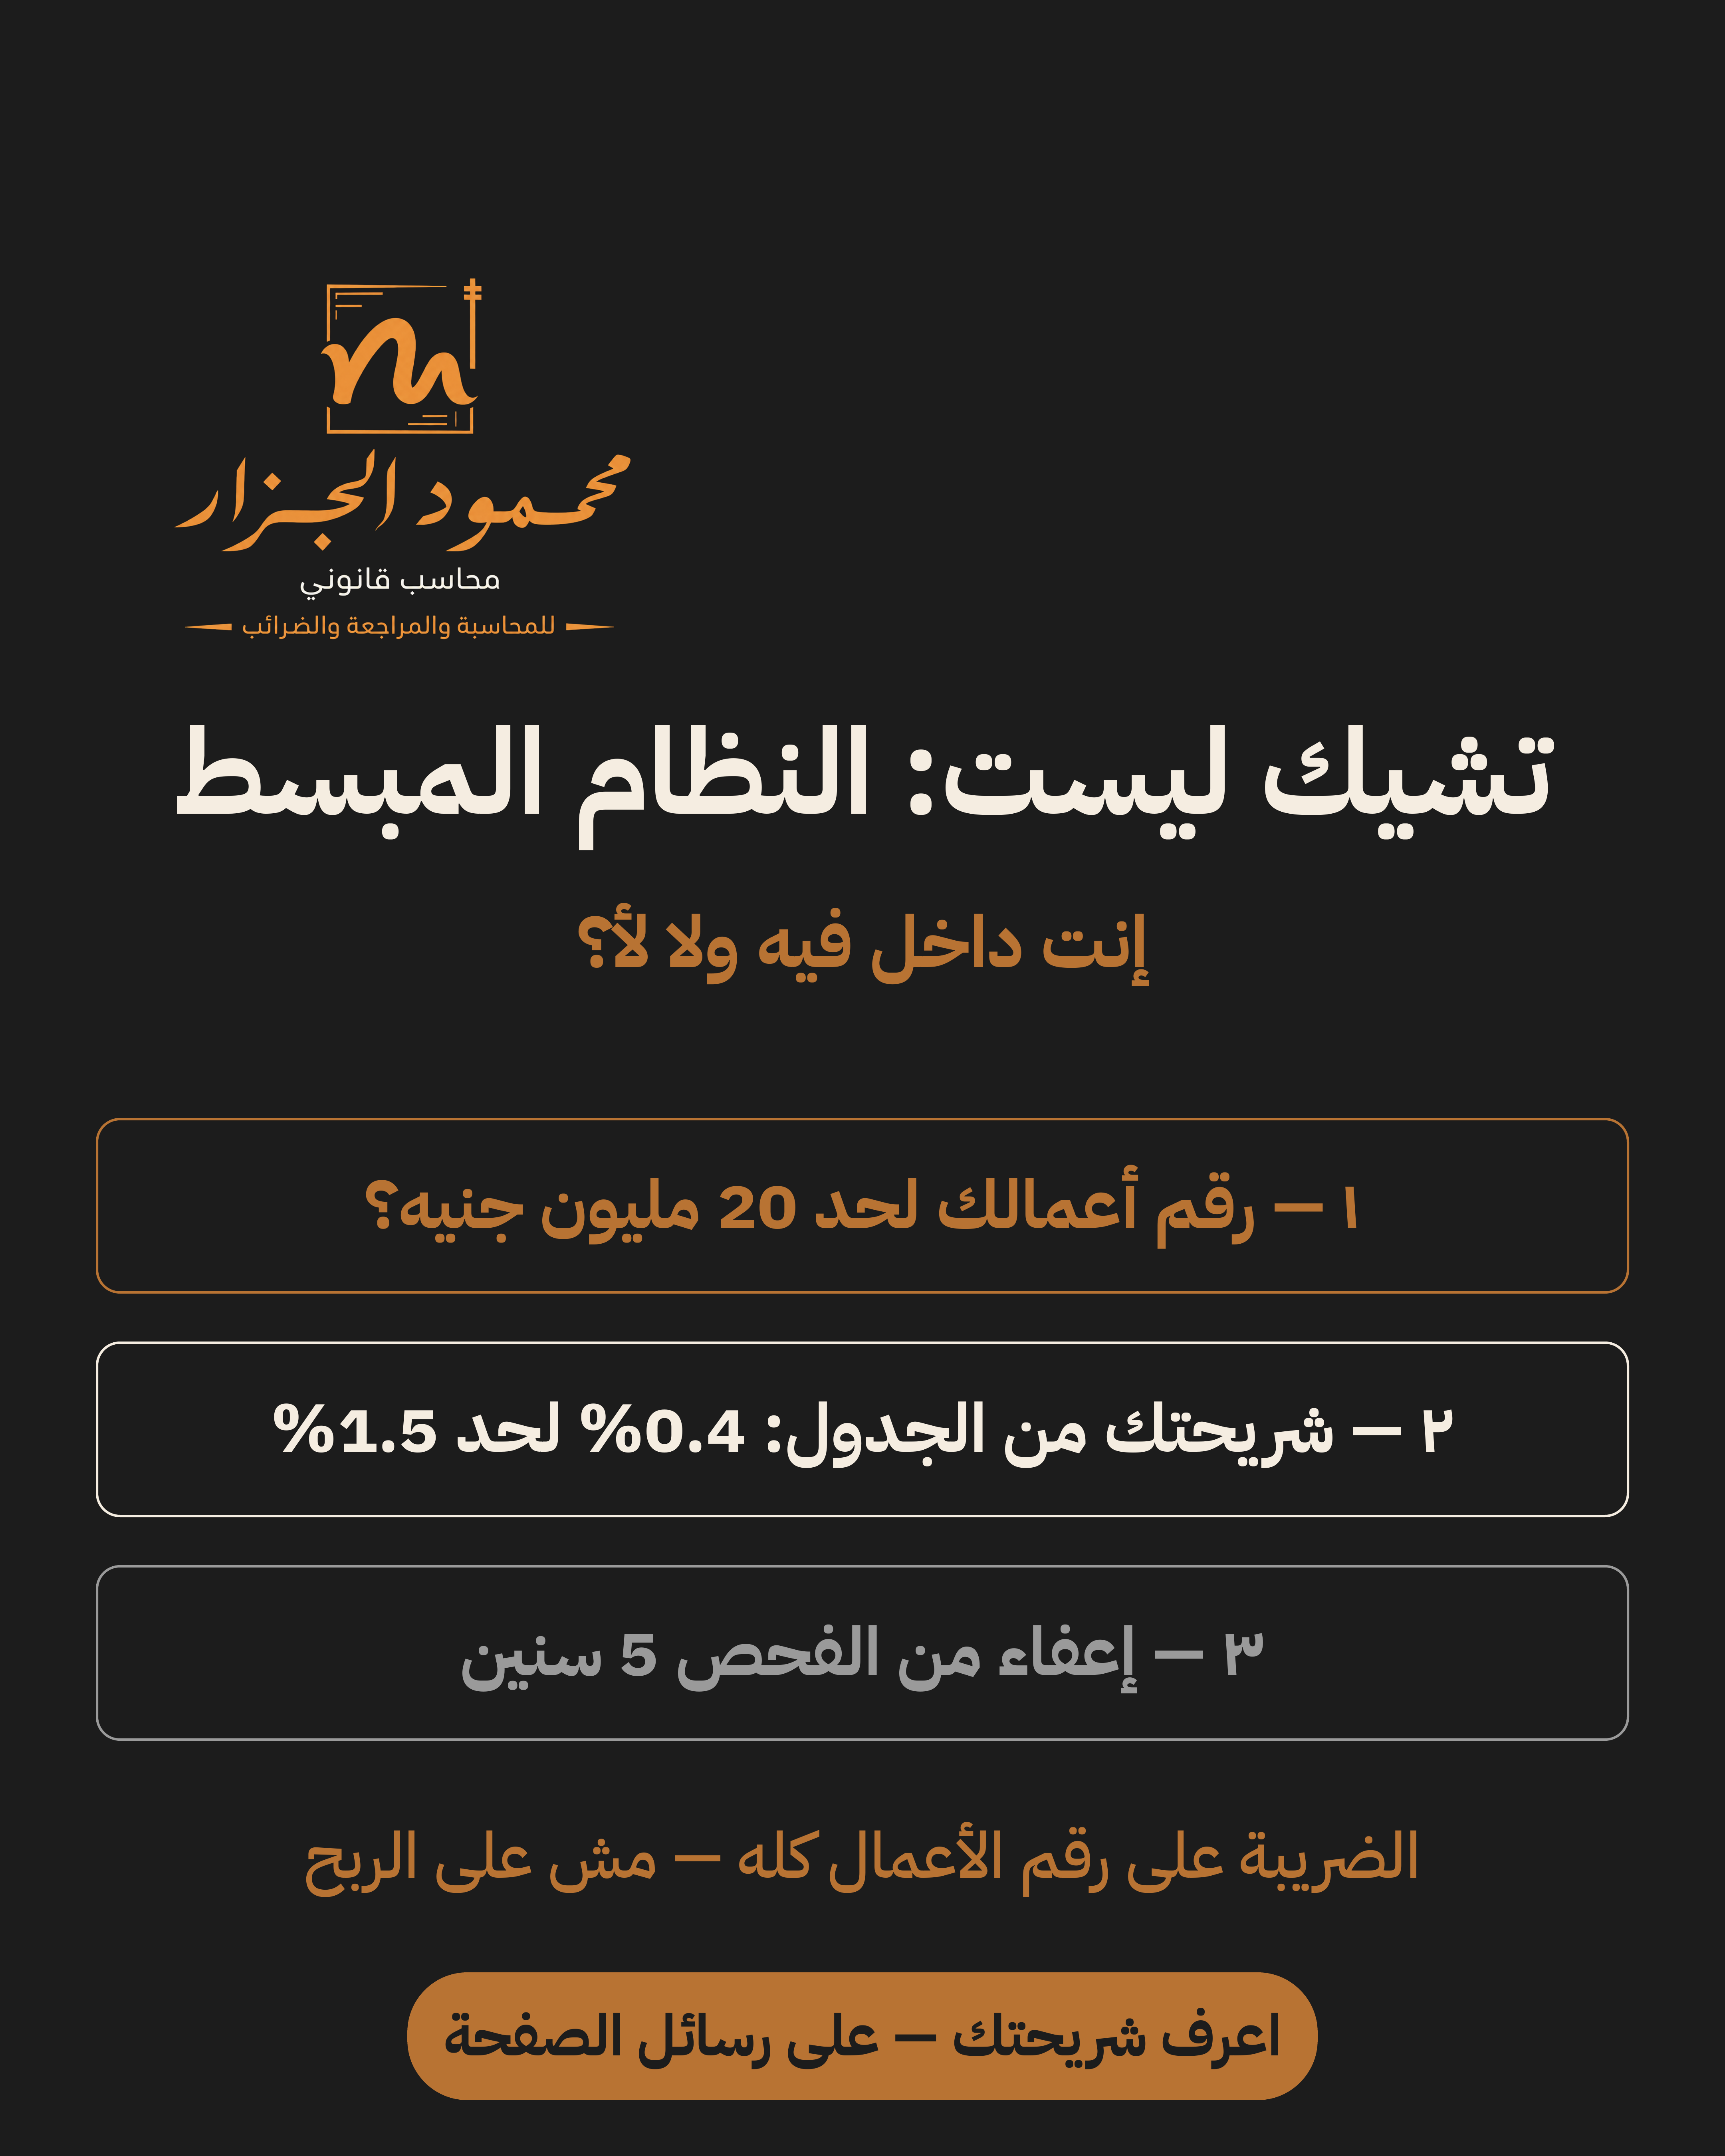 محمود الجزار
محاسب قانوني
للمحاسبة والمراجعة والضرائب
تشيك ليست: النظام المبسط
إنت داخل فيه ولا لأ؟
١ — رقم أعمالك لحد 20 مليون جنيه؟
٢ — شريحتك من الجدول: 0.4% لحد 1.5%
٣ — إعفاء من الفحص 5 سنين
الضريبة على رقم الأعمال كله — مش على الربح
اعرف شريحتك — على رسائل الصفحة